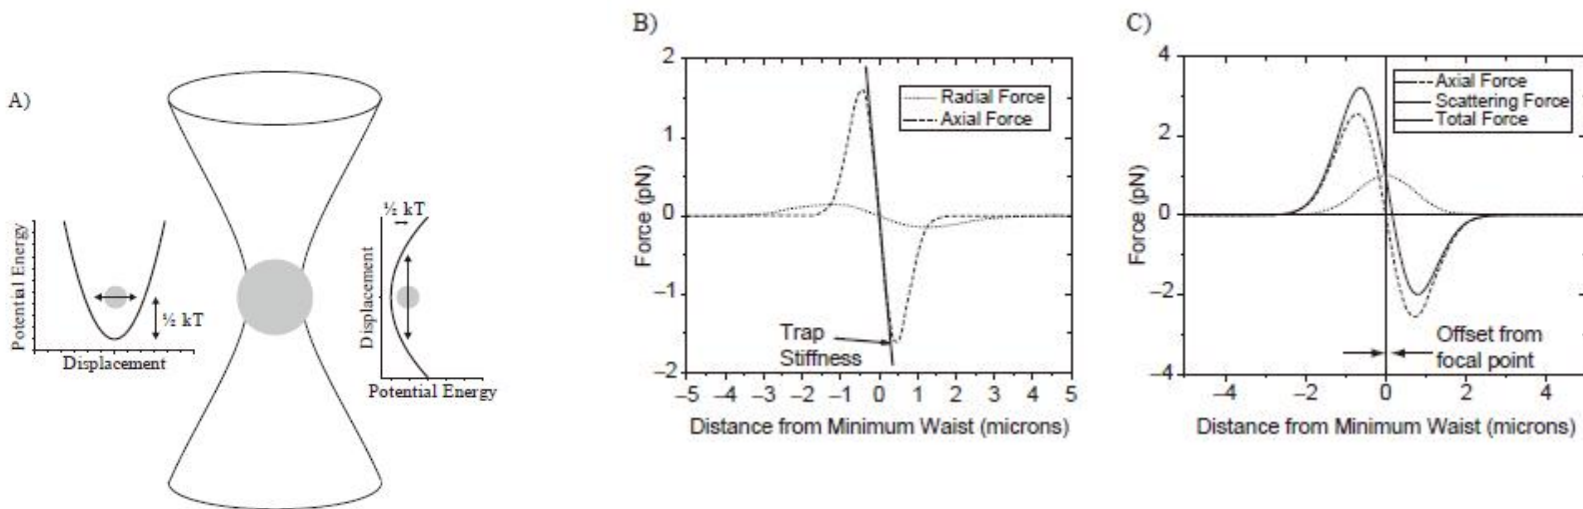 A)
Potential Energy
½ kT
Displacement
½ kT
Displacement
Potential Energy
B)
Force (pN)
2
1
0
−1
−2
Radial Force
Axial Force
Trap
Stiffness
−5 −4 −3 −2 −1 0 1 2 3 4 5
Distance from Minimum Waist (microns)
C)
Force (pN)
4
2
0
−2
−4
Axial Force
Scattering Force
Total Force
Offset from
focal point
−4 −2 0 2 4
Distance from Minimum Waist (microns)